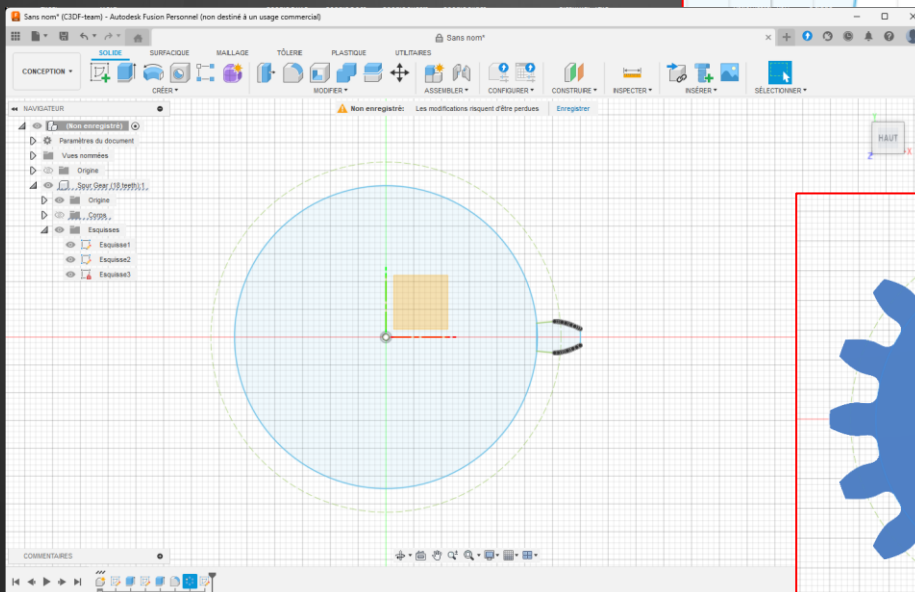 Sans nom* (C3DF-team) - Autodesk Fusion Personnel (non destiné à un usage commercial)
Sans nom*
SOLIDE SURFACIQUE MAILLAGE TÔLERIE PLASTIQUE UTILITAIRES
CONCEPTION
CRÉER MODIFIER ASSEMBLER CONFIGURER CONSTRUIRE INSPECTER INSÉRER SÉLECTIONNER
NAVIGATEUR
Non enregistré: Les modifications risquent d'être perdues Enregistrer
(Non enregistré)
Paramètres du document
Vues nommées
Origine
Spur Gear (18 teeth):1
Origine
Corps
Esquisses
Esquisse1
Esquisse2
Esquisse3
HAUT
X
Z
COMMENTAIRES